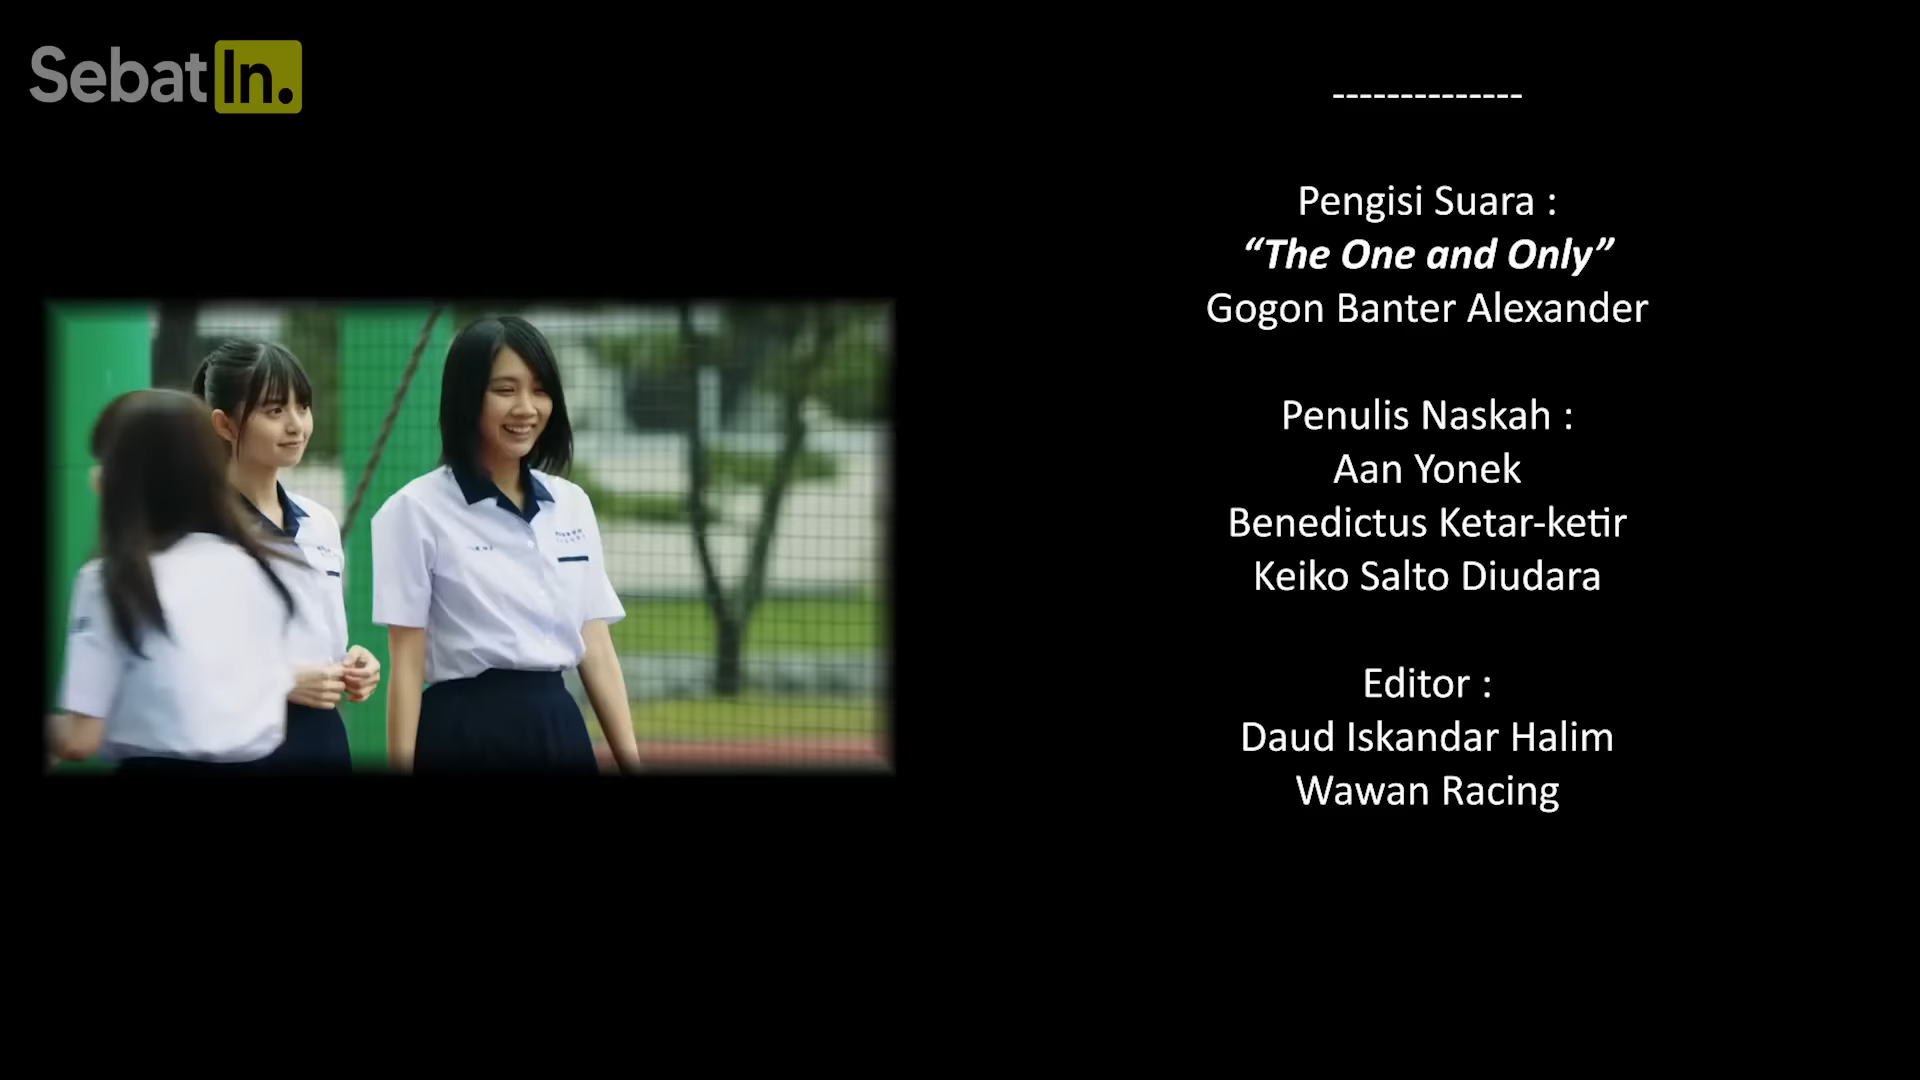 SebatIn.
--------------
Pengisi Suara :
“The One and Only”
Gogon Banter Alexander
Penulis Naskah :
Aan Yonek
Benedictus Ketar-ketir
Keiko Salto Diudara
Editor :
Daud Iskandar Halim
Wawan Racing